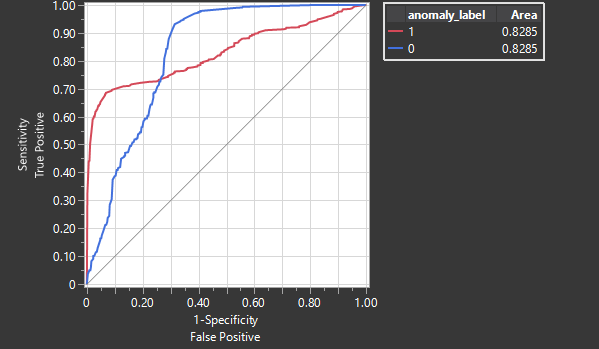 1.00
0.90
0.80
0.70
0.60
0.50
0.40
0.30
0.20
0.10
0
Sensitivity
True Positive
0 0.20 0.40 0.60 0.80 1.00
1-Specificity
False Positive
anomaly_label Area
1 0.8285
0 0.8285